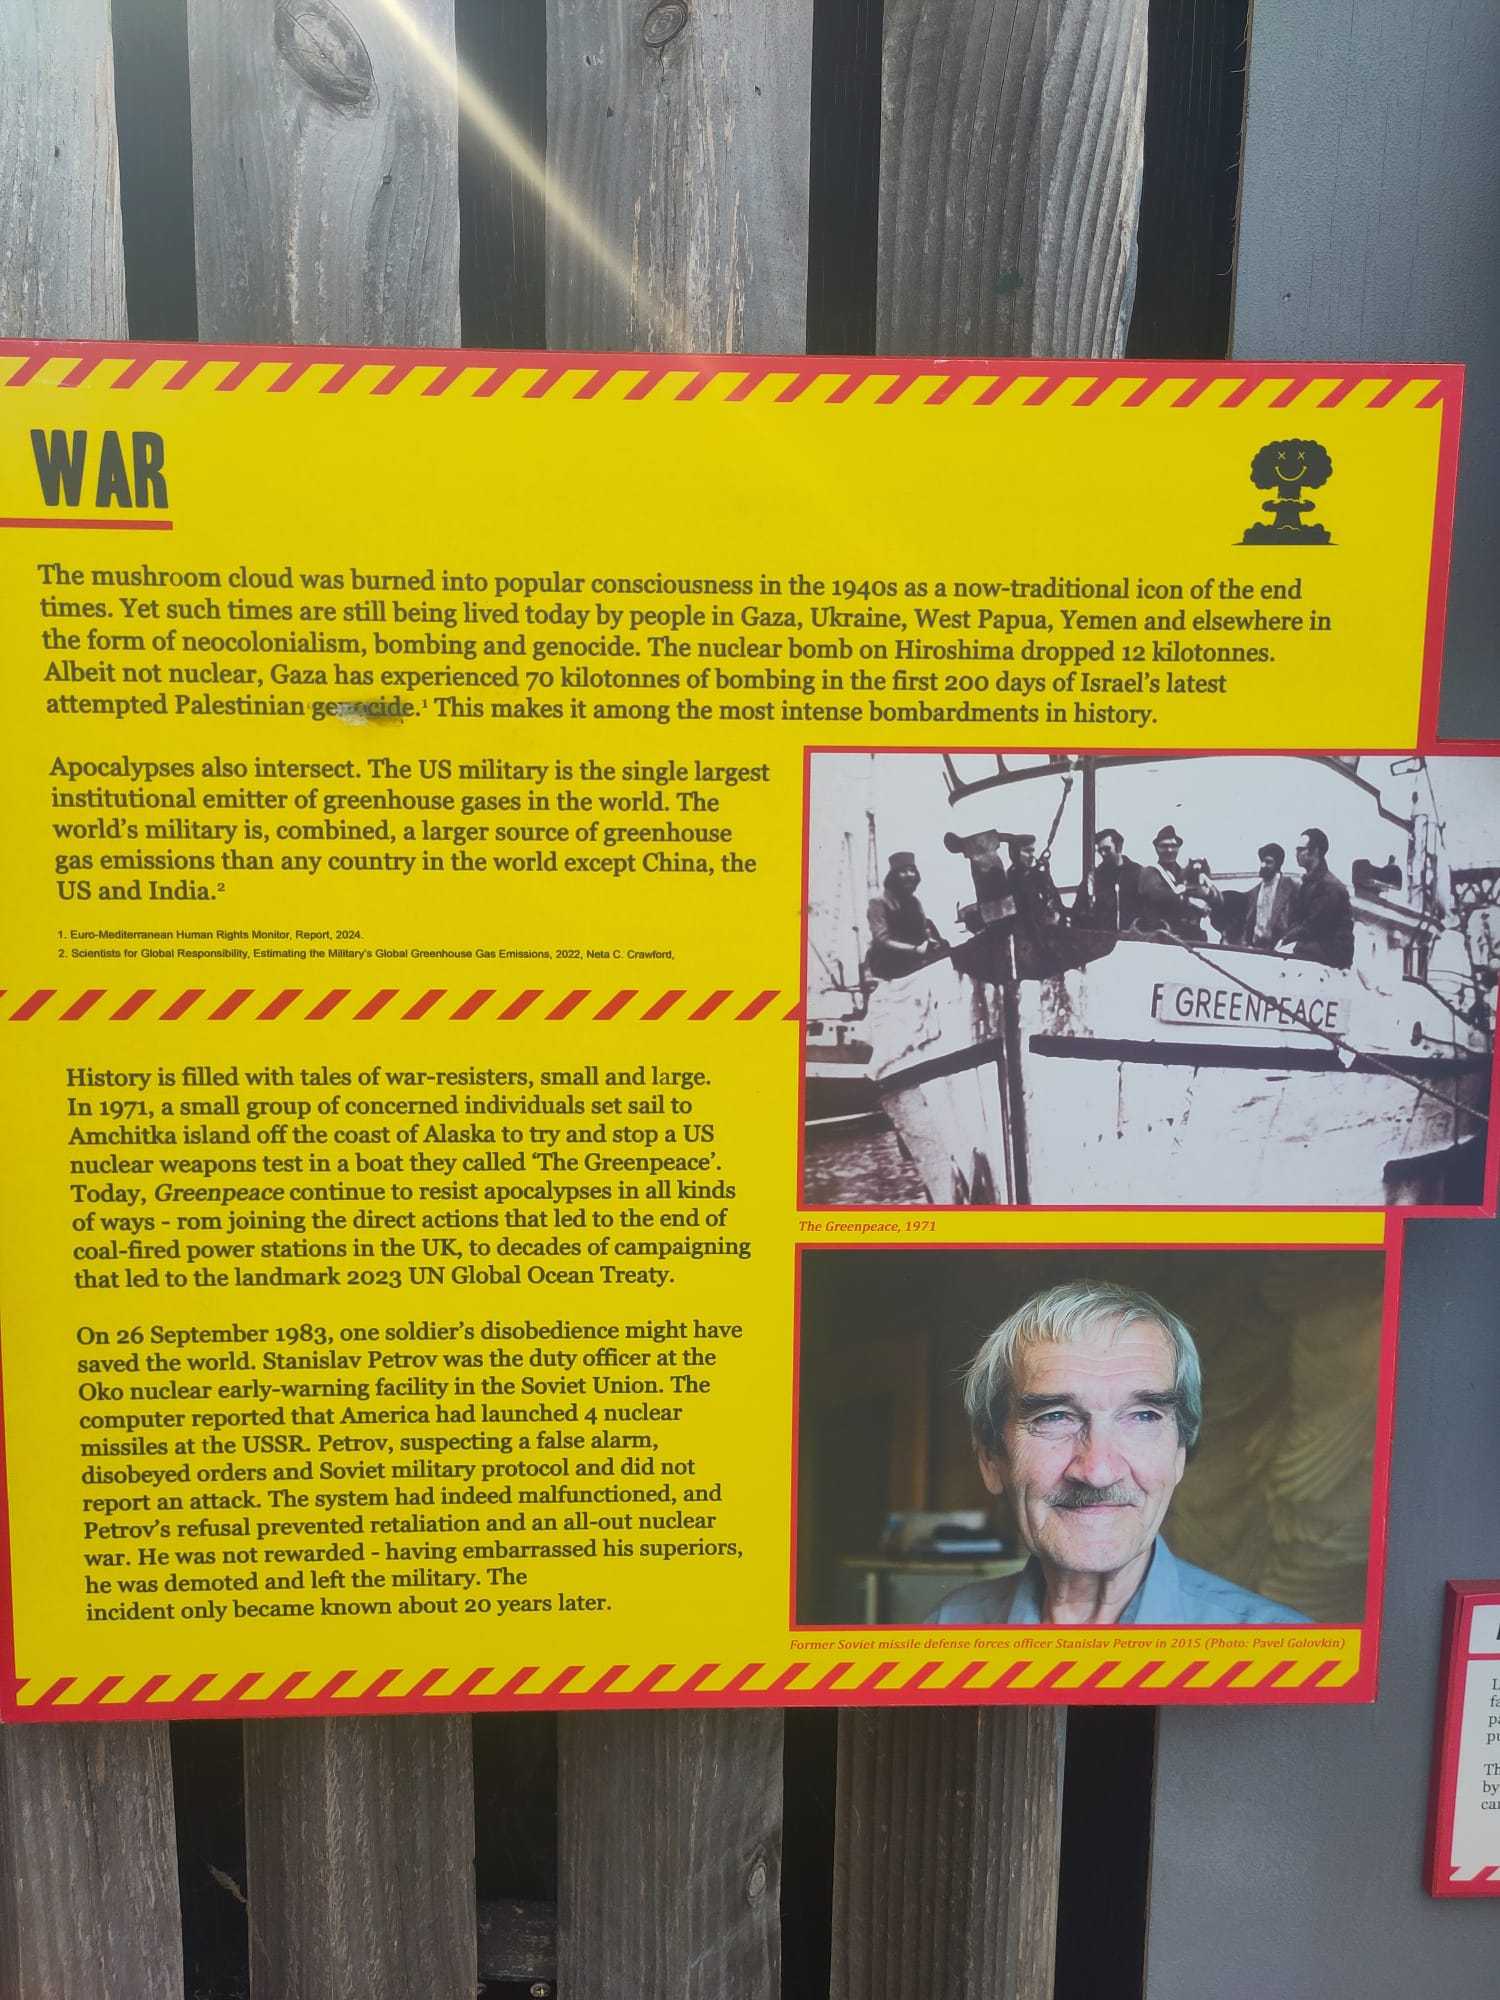 WAR
The mushroom cloud was burned into popular consciousness in the 1940s as a now-traditional icon of the end
times. Yet such times are still being lived today by people in Gaza, Ukraine, West Papua, Yemen and elsewhere in
the form of neocolonialism, bombing and genocide. The nuclear bomb on Hiroshima dropped 12 kilotonnes.
Albeit not nuclear, Gaza has experienced 70 kilotonnes of bombing in the first 200 days of Israel's latest
attempted Palestinian genocide.¹ This makes it among the most intense bombardments in history.
Apocalypses also intersect. The US military is the single largest
institutional emitter of greenhouse gases in the world. The
world's military is, combined, a larger source of greenhouse
gas emissions than any country in the world except China, the
US and India.²
1. Euro-Mediterranean Human Rights Monitor, Report, 2024.
2. Scientists for Global Responsibility, Estimating the Military's Global Greenhouse Gas Emissions, 2022, Neta C. Crawford,
F GREENPEACE
The Greenpeace, 1971
History is filled with tales of war-resisters, small and large.
In 1971, a small group of concerned individuals set sail to
Amchitka island off the coast of Alaska to try and stop a US
nuclear weapons test in a boat they called 'The Greenpeace'.
Today, Greenpeace continue to resist apocalypses in all kinds
of ways - rom joining the direct actions that led to the end of
coal-fired power stations in the UK, to decades of campaigning
that led to the landmark 2023 UN Global Ocean Treaty.
On 26 September 1983, one soldier's disobedience might have
saved the world. Stanislav Petrov was the duty officer at the
Oko nuclear early-warning facility in the Soviet Union. The
computer reported that America had launched 4 nuclear
missiles at the USSR. Petrov, suspecting a false alarm,
disobeyed orders and Soviet military protocol and did not
report an attack. The system had indeed malfunctioned, and
Petrov's refusal prevented retaliation and an all-out nuclear
war. He was not rewarded - having embarrassed his superiors,
he was demoted and left the military. The
incident only became known about 20 years later.
Former Soviet missile defense forces officer Stanislav Petrov in 2015 (Photo: Pavel Golovkin)